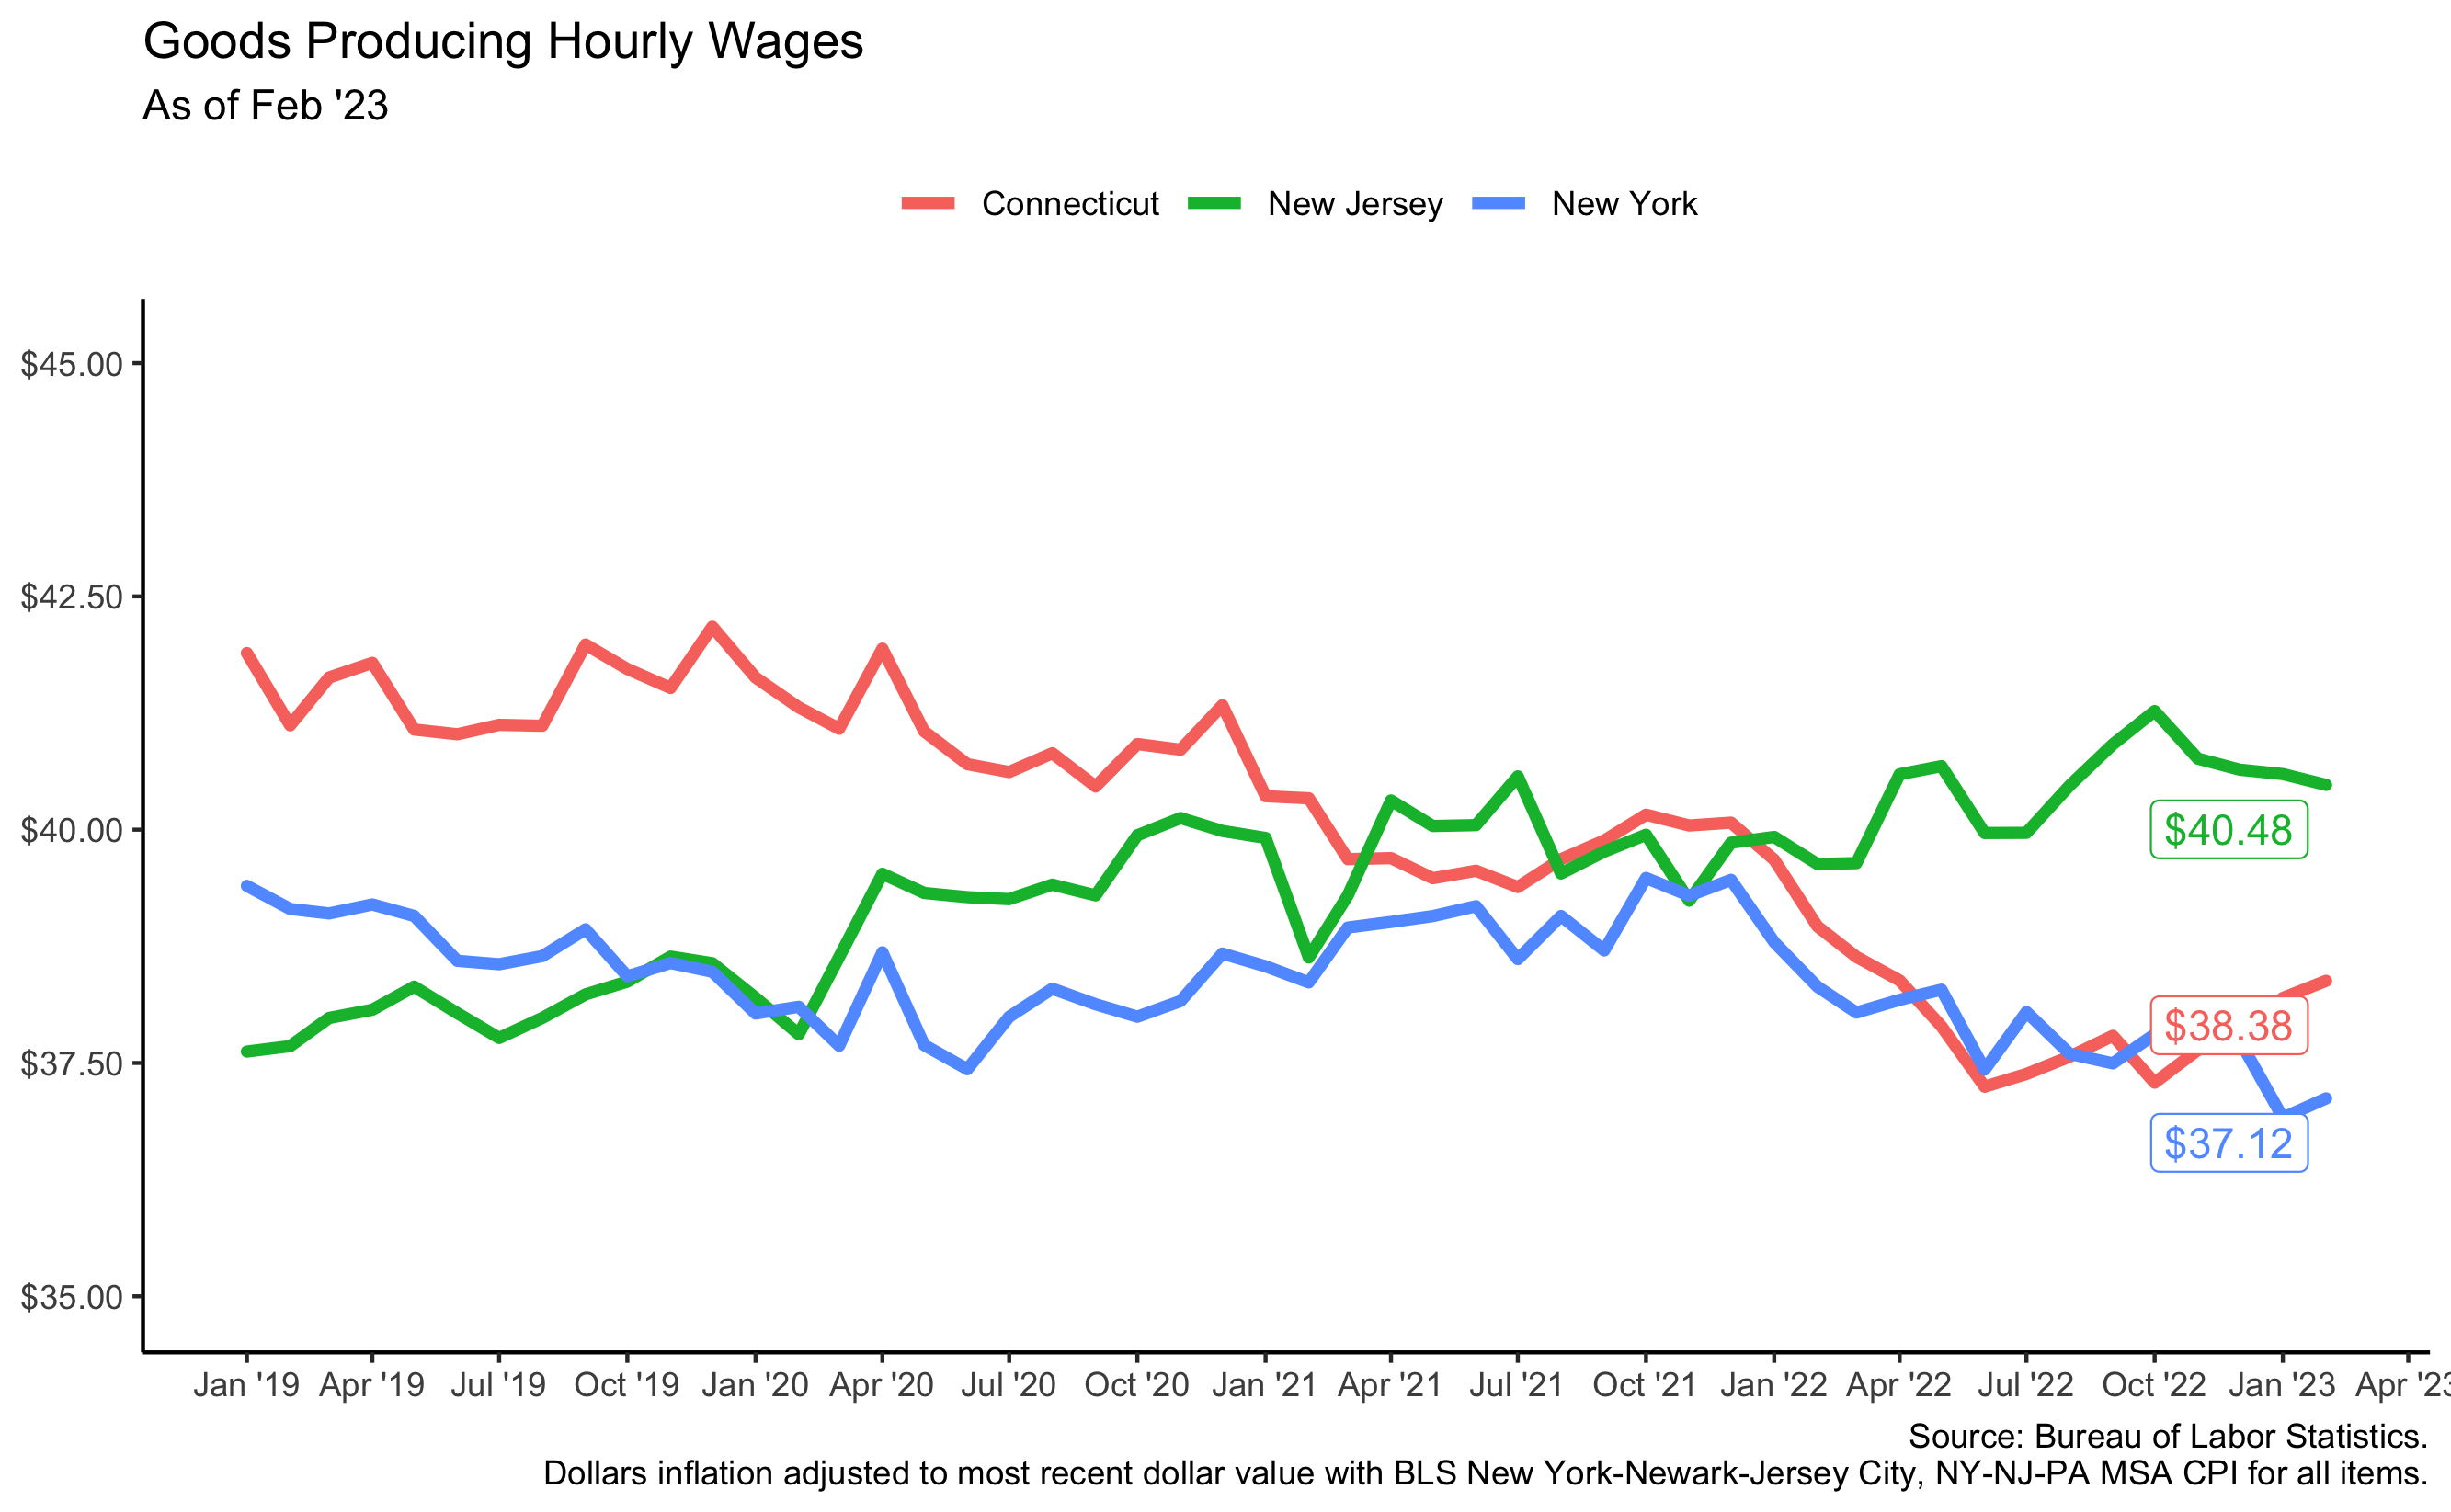 Goods Producing Hourly Wages
As of Feb '23
Connecticut New Jersey New York
$45.00
$42.50
$40.00
$37.50
$35.00
$40.48
$38.38
$37.12
Jan '19 Apr '19 Jul '19 Oct '19 Jan '20 Apr '20 Jul '20 Oct '20 Jan '21 Apr '21 Jul '21 Oct '21 Jan '22 Apr '22 Jul '22 Oct '22 Jan '23 Apr '23
Source: Bureau of Labor Statistics.
Dollars inflation adjusted to most recent dollar value with BLS New York-Newark-Jersey City, NY-NJ-PA MSA CPI for all items.